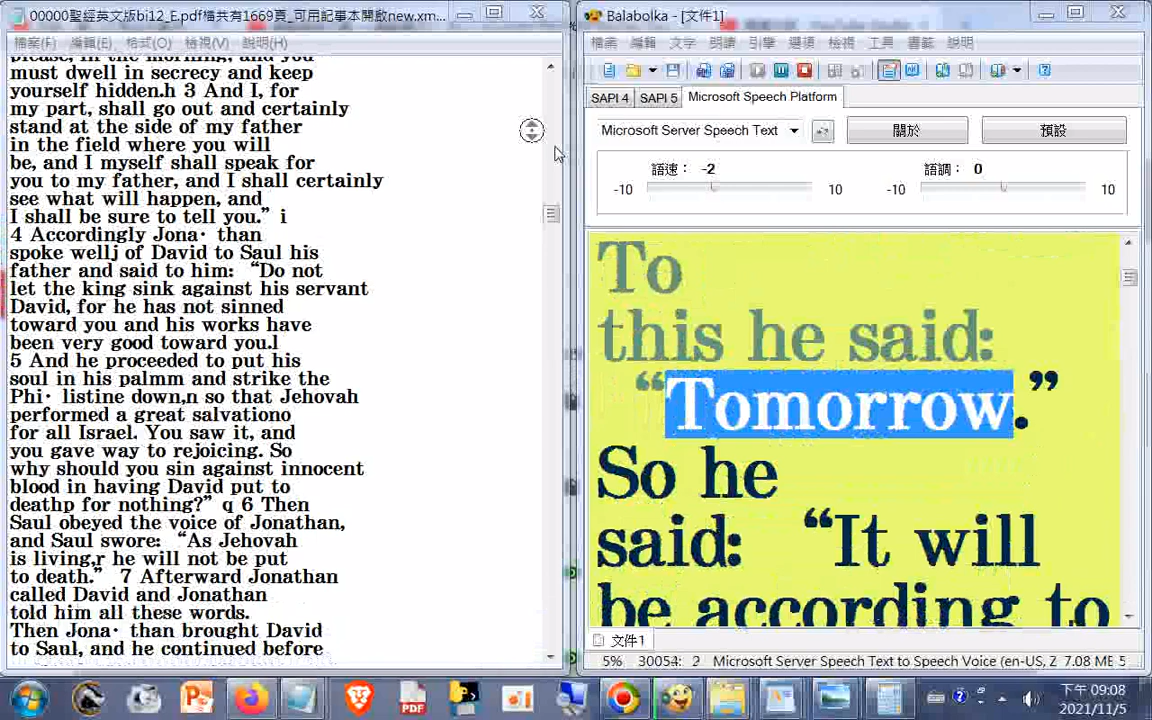 00000聖經英文版bi12_E.pdf檔共有1669頁_可用記事本開啟new.xm...
檔案(F) 編輯(E) 格式(O) 檢視(V) 說明(H)
please, in the morning, and you
must dwell in secrecy and keep
yourself hidden.h 3 And I, for
my part, shall go out and certainly
stand at the side of my father
in the field where you will
be, and I myself shall speak for
you to my father, and I shall certainly
see what will happen, and
I shall be sure to tell you.” i
4 Accordingly Jona· than
spoke wellj of David to Saul his
father and said to him: “Do not
let the king sink against his servant
David, for he has not sinned
toward you and his works have
been very good toward you.l
5 And he proceeded to put his
soul in his palmm and strike the
Phi· listine down,n so that Jehovah
performed a great salvationo
for all Israel. You saw it, and
you gave way to rejoicing. So
why should you sin against innocent
blood in having David put to
deathp for nothing?” q 6 Then
Saul obeyed the voice of Jonathan,
and Saul swore: “As Jehovah
is living,r he will not be put
to death.” 7 Afterward Jonathan
called David and Jonathan
told him all these words.
Then Jona· than brought David
to Saul, and he continued before
Balabolka - [文件1]
檔案 編輯 文字 朗讀 引擎 選項 檢視 工具 書籤 說明
SAPI 4 SAPI 5 Microsoft Speech Platform
Microsoft Server Speech Text 關於 預設
語速： -2 語調： 0
-10 10 -10 10
To
this he said:
“Tomorrow.”
So he
said: “It will
be according to
文件1
5% 30054: 2 Microsoft Server Speech Text to Speech Voice (en-US, Z 7.08 MB 5
PDF
下午 09:08
2021/11/5